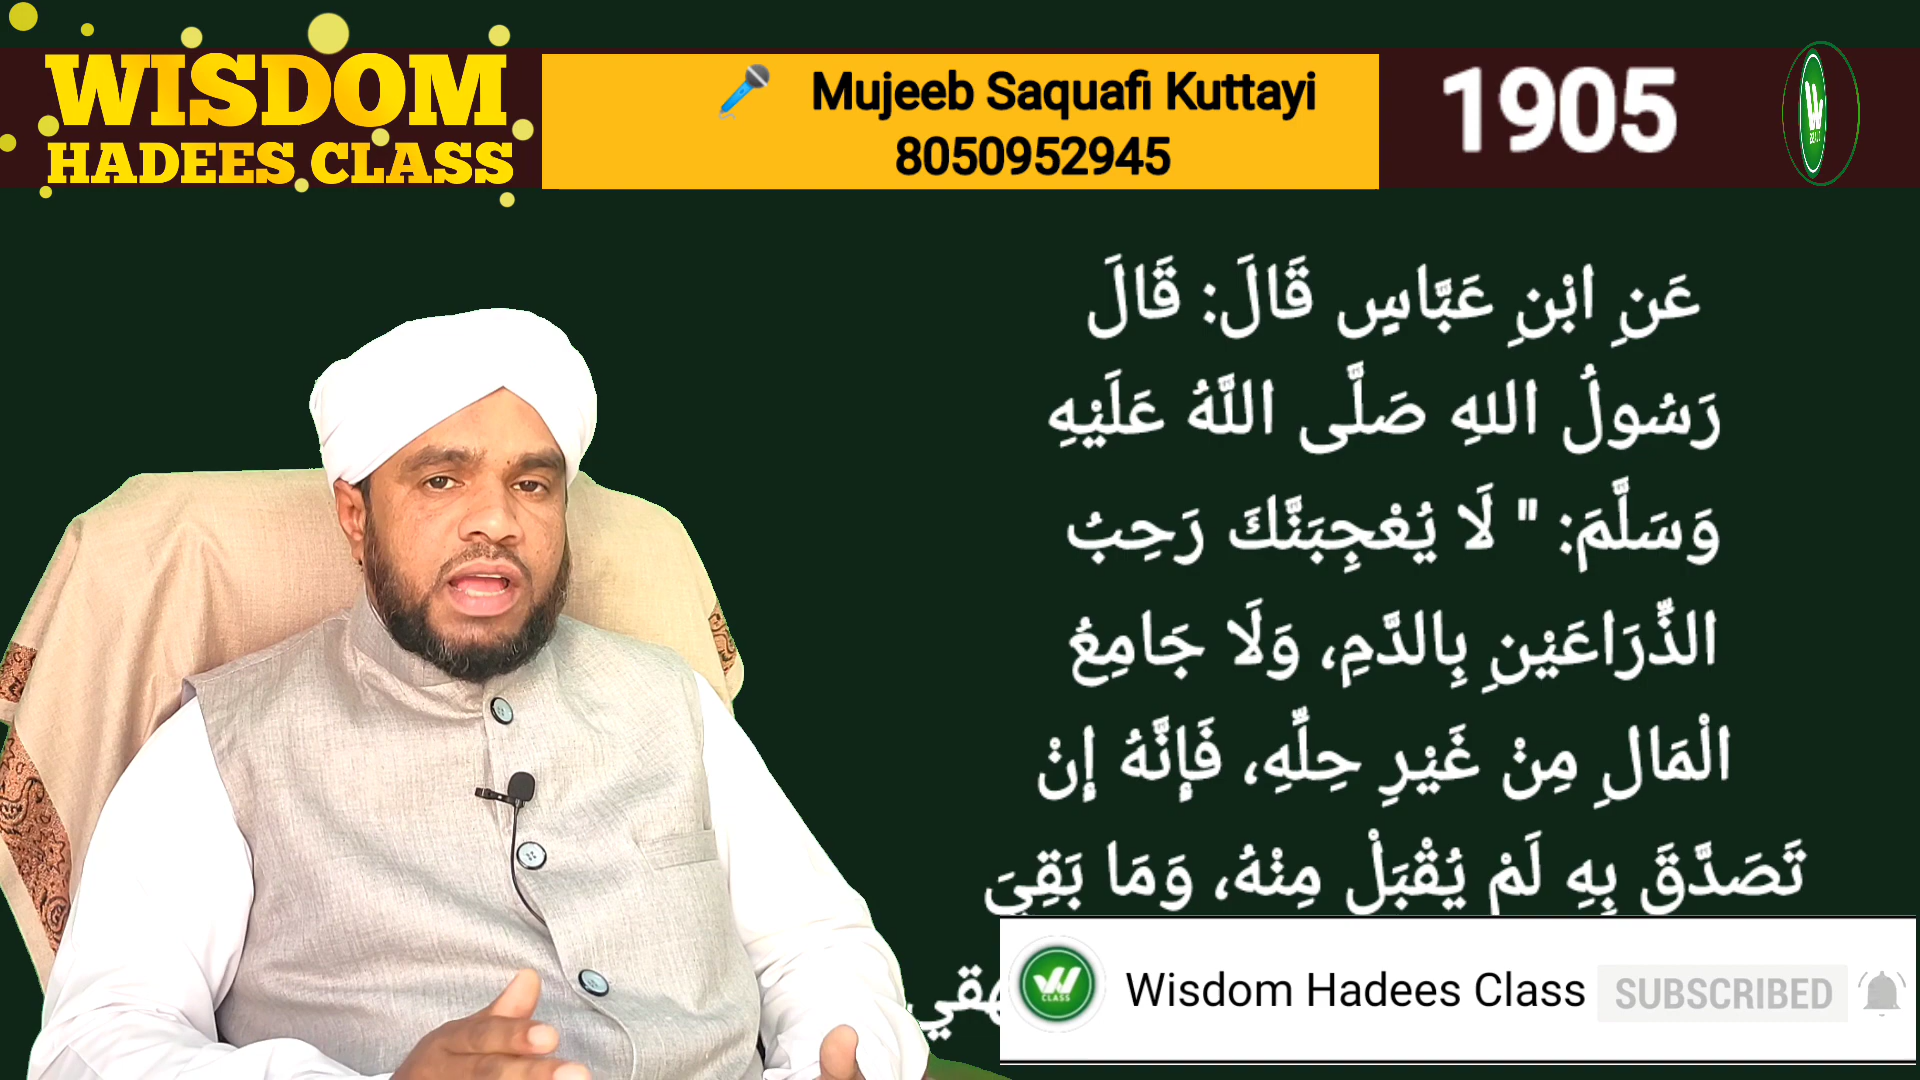 WISDOM
HADEES CLASS
Mujeeb Saquafi Kuttayi
8050952945
1905
W
عَنِ ابْنِ عَبَّاسٍ قَالَ: قَالَ
رَسُولُ اللهِ صَلَّى اللَّهُ عَلَيْهِ
وَسَلَّمَ: " لَا يُعْجِبَنَّكَ رَحِبُ
الذِّرَاعَيْنِ بِالدَّمِ، وَلَا جَامِعُ
الْمَالِ مِنْ غَيْرِ حِلِّهِ، فَإِنَّهُ إِنْ
تَصَدَّقَ بِهِ لَمْ يُقْبَلْ مِنْهُ، وَمَا بَقِيَ
W
CLASS
Wisdom Hadees Class
SUBSCRIBED